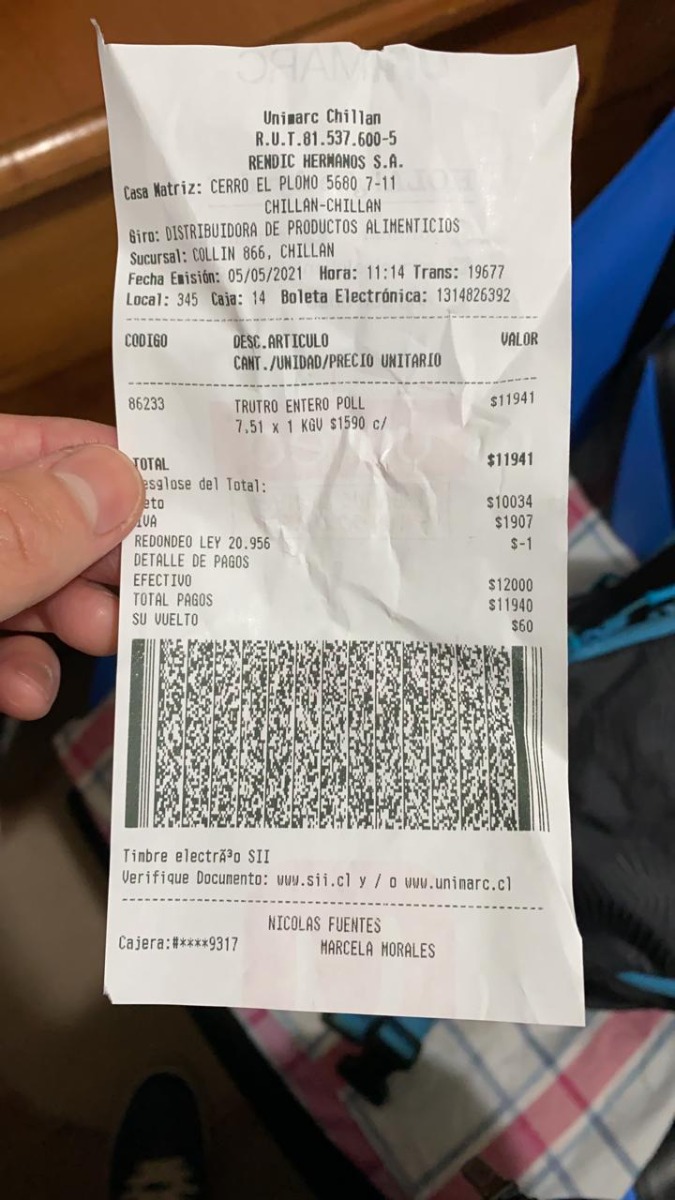 Unimarc Chillan
R.U.T.81.537.600-5
RENDIC HERMANOS S.A.
Casa Matriz: CERRO EL PLOMO 5680 7-11
CHILLAN-CHILLAN
Giro: DISTRIBUIDORA DE PRODUCTOS ALIMENTICIOS
Sucursal: COLLIN 866, CHILLAN
Fecha Emisión: 05/05/2021 Hora: 11:14 Trans: 19677
Local: 345 Caja: 14 Boleta Electrónica: 1314826392
CODIGO DESC.ARTICULO VALOR
CANT./UNIDAD/PRECIO UNITARIO
86233 TRUTRO ENTERO POLL $11941
7.51 x 1 KGV $1590 c/
TOTAL $11941
esglose del Total:
eto $10034
IVA $1907
REDONDEO LEY 20.956 $-1
DETALLE DE PAGOS
EFECTIVO $12000
TOTAL PAGOS $11940
SU VUELTO $60
Timbre electrÃ³o SII
Verifique Documento: www.sii.cl y / o www.unimarc.cl
NICOLAS FUENTES
Cajera:#****9317 MARCELA MORALES